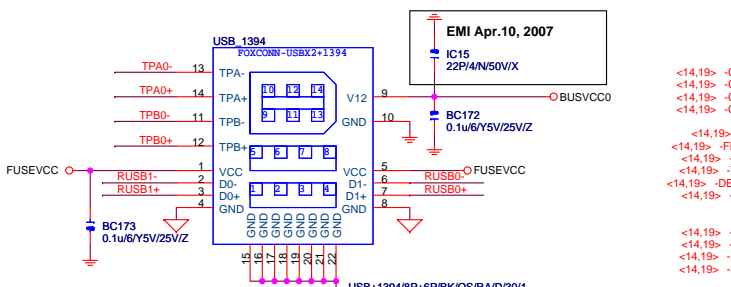 EMI Apr.10, 2007
IC15
22P/4/N/50V/X
USB_1394
FOXCONN-USBX2+1394
TPA0- 13 TPA-
TPA0+ 14 TPA+
TPB0- 11 TPB-
TPB0+ 12 TPB+
10 12 14
9 11 13
5 6 7 8
1 2 3 4
V12 9 BUSVCC0
GND 10
BC172
0.1u/6/Y5V/25V/Z
FUSEVCC 1 VCC
RUSB1- 2 D0-
RUSB1+ 3 D0+
4 GND
VCC 5 FUSEVCC
D1- 6 RUSB0-
D1+ 7 RUSB0+
GND 8
BC173
0.1u/6/Y5V/25V/Z
GND GND GND GND GND GND GND GND
15 16 17 18 19 20 21 22
<14,19>
<14,19>
<14,19>
<14,19>
<14,19>
<14,19>
<14,19>
<14,19>
<14,19>
<14,19>
<14,19>
<14,19>
<14,19>
<14,19>